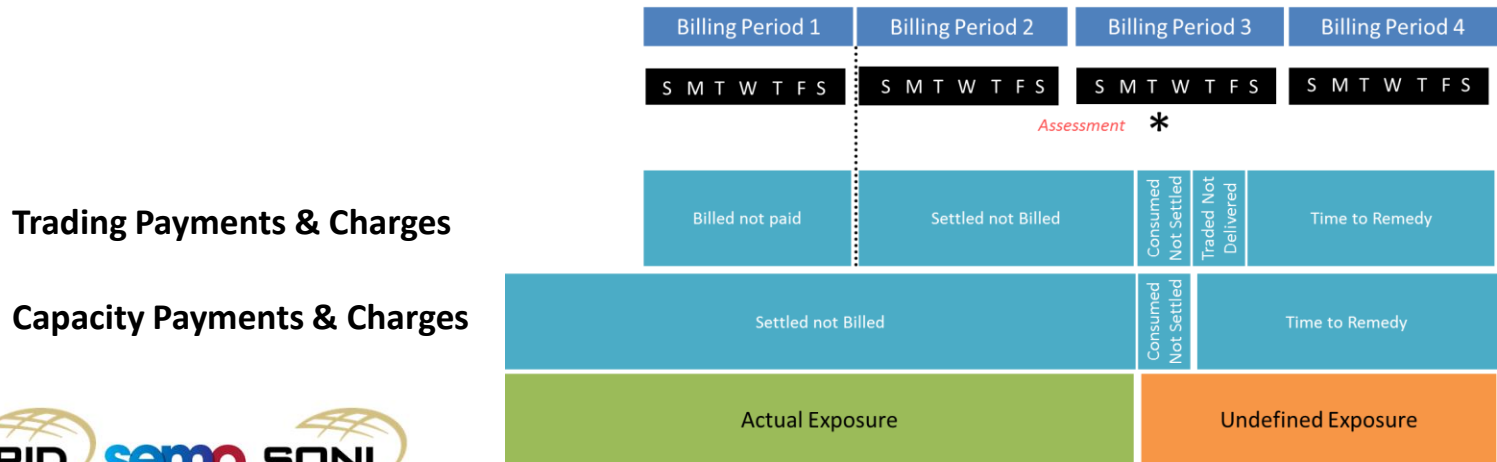 Billing Period 1 Billing Period 2 Billing Period 3 Billing Period 4
S M T W T F S S M T W T F S S M T W T F S S M T W T F S
Assessment *
Trading Payments & Charges
Billed not paid
Settled not Billed
Consumed
Not Settled
Traded Not
Delivered
Time to Remedy
Capacity Payments & Charges
Settled not Billed
Consumed
Not Settled
Time to Remedy
Actual Exposure
Undefined Exposure
semo SONI